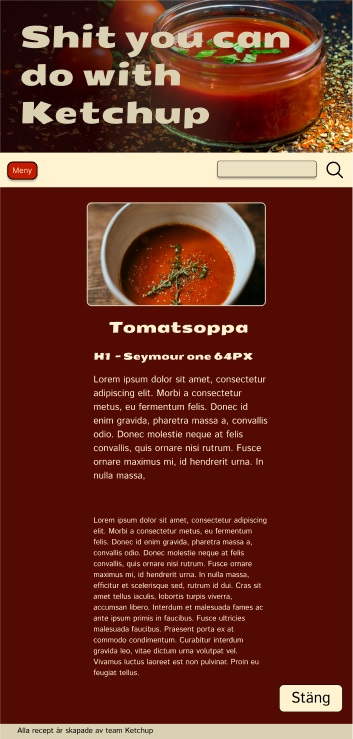 Shit you can
do with
Ketchup
Meny
Tomatsoppa
H1 - Seymour one 64PX
Lorem ipsum dolor sit amet, consectetur
adipiscing elit. Morbi a consectetur
metus, eu fermentum felis. Donec id
enim gravida, pharetra massa a, convallis
odio. Donec molestie neque at felis
convallis, quis ornare nisi rutrum. Fusce
ornare maximus mi, id hendrerit urna. In
nulla massa,
Lorem ipsum dolor sit amet, consectetur adipiscing
elit. Morbi a consectetur metus, eu fermentum
felis. Donec id enim gravida, pharetra massa a,
convallis odio. Donec molestie neque at felis
convallis, quis ornare nisi rutrum. Fusce ornare
maximus mi, id hendrerit urna. In nulla massa,
efficitur et scelerisque sed, rutrum id dui. Cras sit
amet tellus iaculis, lobortis turpis viverra,
accumsan libero. Interdum et malesuada fames ac
ante ipsum primis in faucibus. Fusce ultricies
malesuada faucibus. Praesent porta ex at
commodo condimentum. Curabitur interdum
gravida leo, vitae dictum urna volutpat vel.
Vivamus luctus laoreet est non pulvinar. Proin eu
feugiat tellus.
Stäng
Alla recept är skapade av team Ketchup